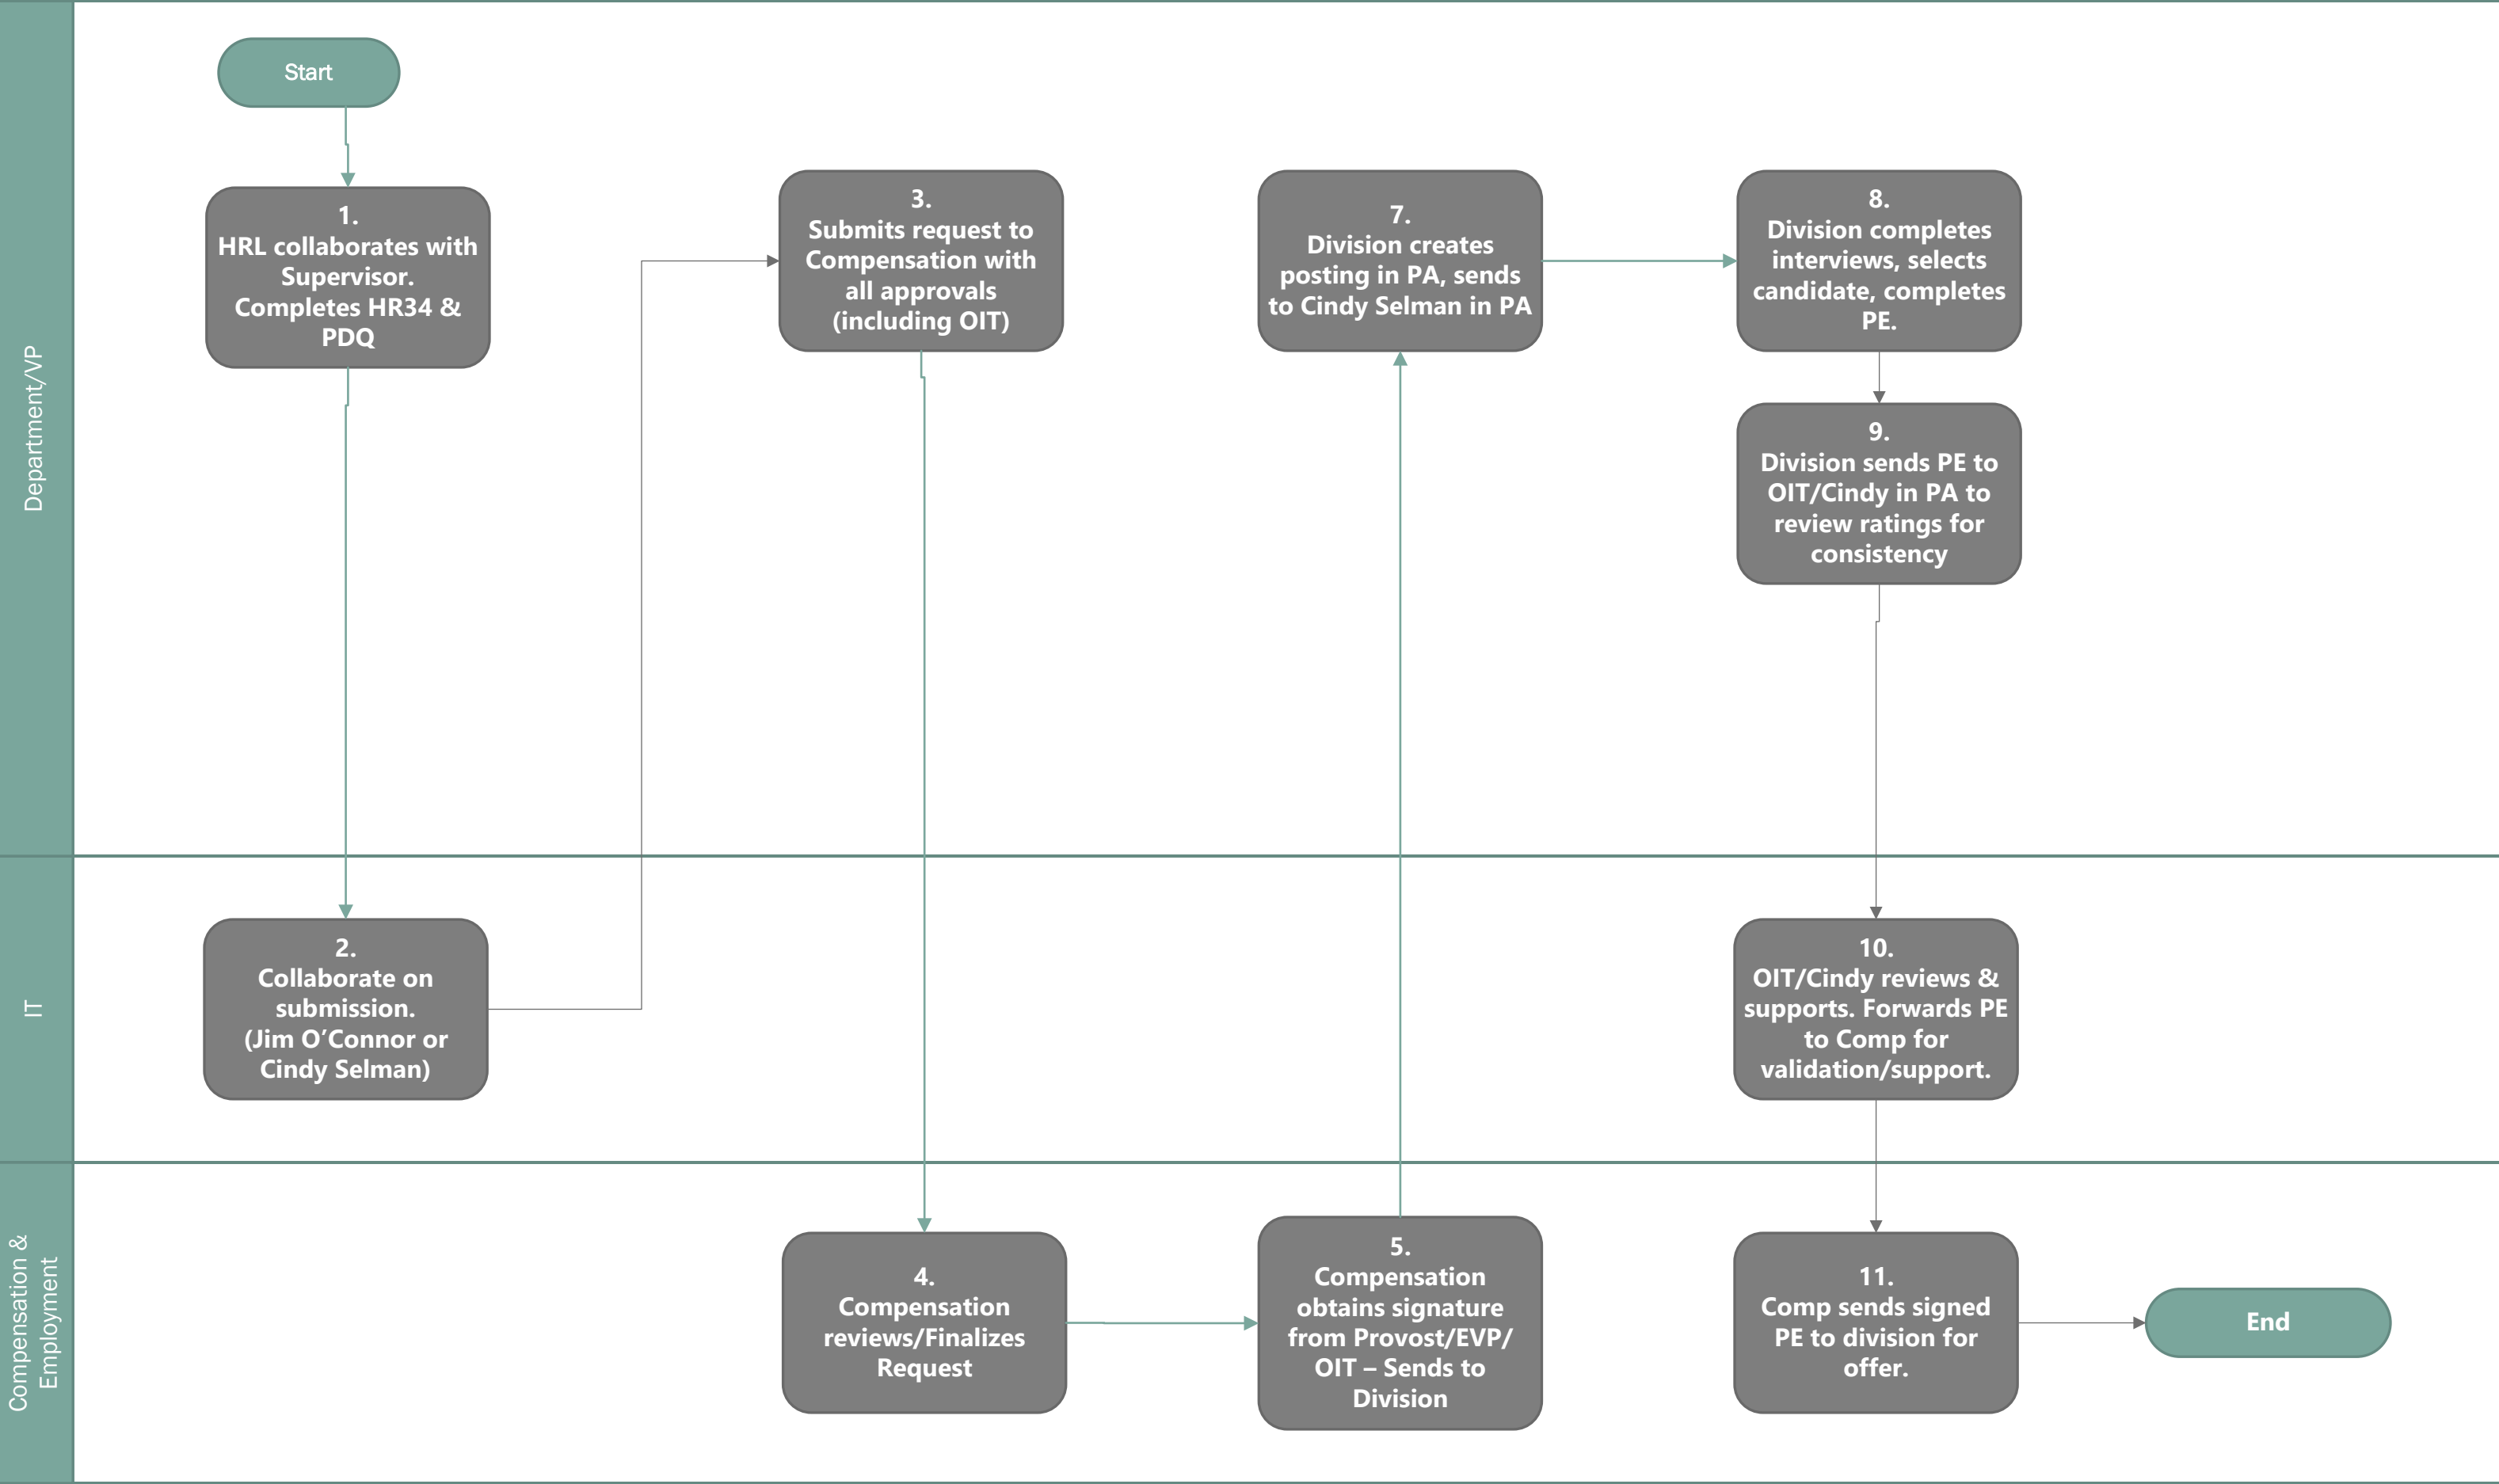 Department/VP
Start
1.
HRL collaborates with
Supervisor.
Completes HR34 &
PDQ
3.
Submits request to
Compensation with
all approvals
(including OIT)
7.
Division creates
posting in PA, sends
to Cindy Selman in PA
8.
Division completes
interviews, selects
candidate, completes
PE.
9.
Division sends PE to
OIT/Cindy in PA to
review ratings for
consistency
IT
2.
Collaborate on
submission.
(Jim O’Connor or
Cindy Selman)
10.
OIT/Cindy reviews &
supports. Forwards PE
to Comp for
validation/support.
Compensation &
Employment
4.
Compensation
reviews/Finalizes
Request
5.
Compensation
obtains signature
from Provost/EVP/
OIT – Sends to
Division
11.
Comp sends signed
PE to division for
offer.
End